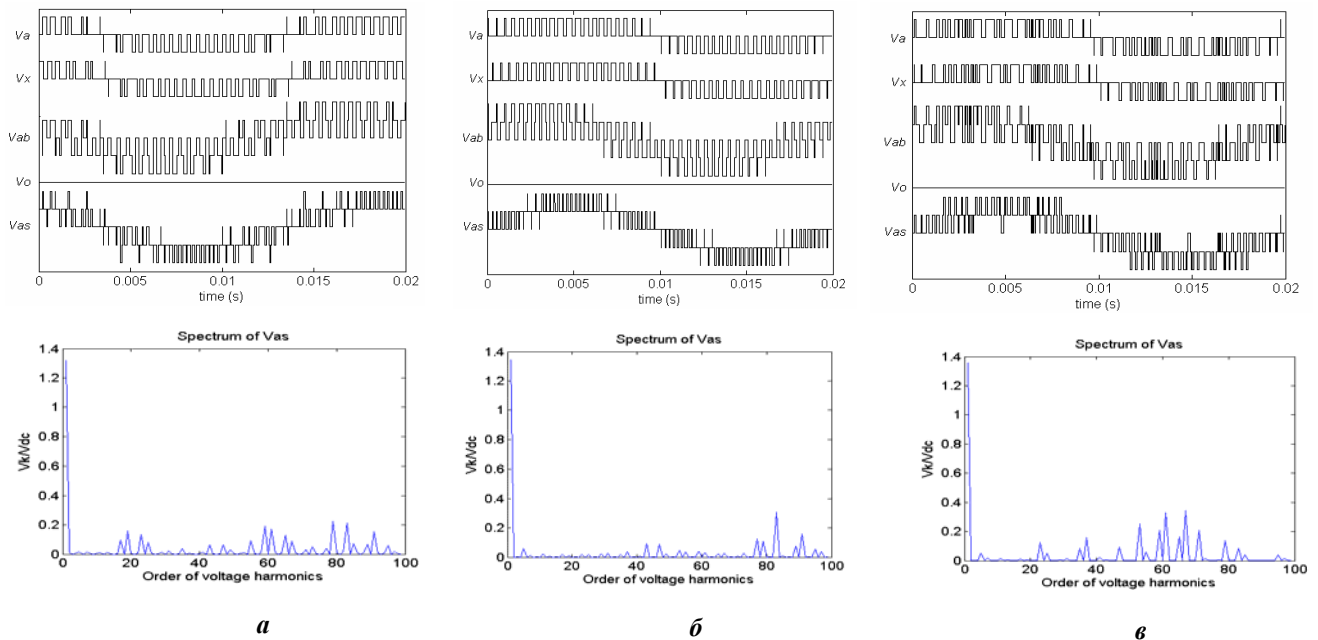 Va
Vx
Vab
Vo
Vas
0 0.005 0.01 0.015 0.02
time (s)
Va
Vx
Vab
Vo
Vas
0 0.005 0.01 0.015 0.02
time (s)
Va
Vx
Vab
Vo
Vas
0 0.005 0.01 0.015 0.02
time (s)
Spectrum of Vas
1.4
1.2
1
0.8
0.6
0.4
0.2
0
Vk/Vdc
0 20 40 60 80 100
Order of voltage harmonics
Spectrum of Vas
1.4
1.2
1
0.8
0.6
0.4
0.2
0
Vk/Vdc
0 20 40 60 80 100
Order of voltage harmonics
Spectrum of Vas
1.4
1.2
1
0.8
0.6
0.4
0.2
0
Vk/Vdc
0 20 40 60 80 100
Order of voltage harmonics
а б в